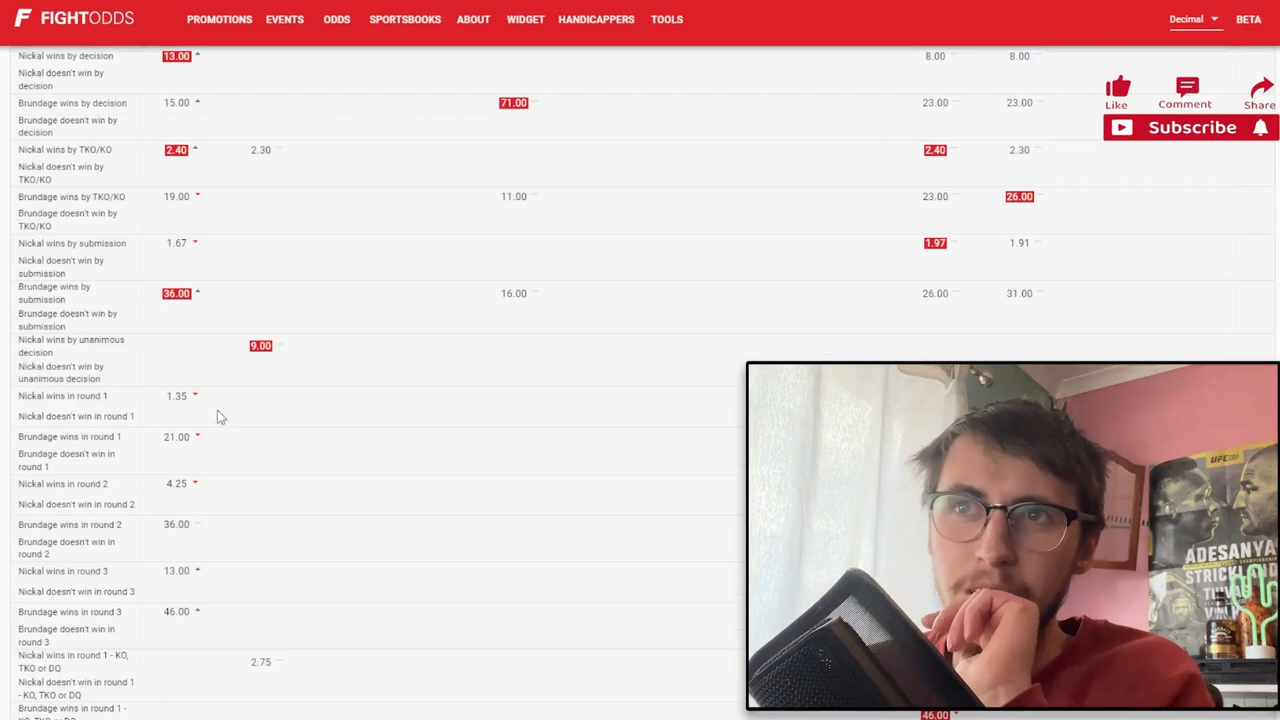 FIGHTODDS
PROMOTIONS EVENTS ODDS SPORTSBOOKS ABOUT WIDGET HANDICAPPERS TOOLS
Decimal
BETA
Nickal wins by decision 13.00 8.00 8.00
Nickal doesn't win by
decision
Like Comment Share
Subscribe
Brundage wins by decision 15.00 71.00 23.00 23.00
Brundage doesn't win by
decision
Nickal wins by TKO/KO 2.40 2.30 2.40 2.30
Nickal doesn't win by
TKO/KO
Brundage wins by TKO/KO 19.00 11.00 23.00 26.00
Brundage doesn't win by
TKO/KO
Nickal wins by submission 1.67 1.97 1.91
Nickal doesn't win by
submission
Brundage wins by
submission 36.00 16.00 26.00 31.00
Brundage doesn't win by
submission
Nickal wins by unanimous
decision 9.00
Nickal doesn't win by
unanimous decision
Nickal wins in round 1 1.35
Nickal doesn't win in round 1
Brundage wins in round 1 21.00
Brundage doesn't win in
round 1
Nickal wins in round 2 4.25
Nickal doesn't win in round 2
Brundage wins in round 2 36.00
Brundage doesn't win in
round 2
Nickal wins in round 3 13.00
Nickal doesn't win in round 3
Brundage wins in round 3 46.00
Brundage doesn't win in
round 3
Nickal wins in round 1 - KO,
TKO or DQ 2.75
Nickal doesn't win in round 1
- KO, TKO or DQ
Brundage wins in round 1 -
KO, TKO or DQ 46.00
UFC
ADESANYA